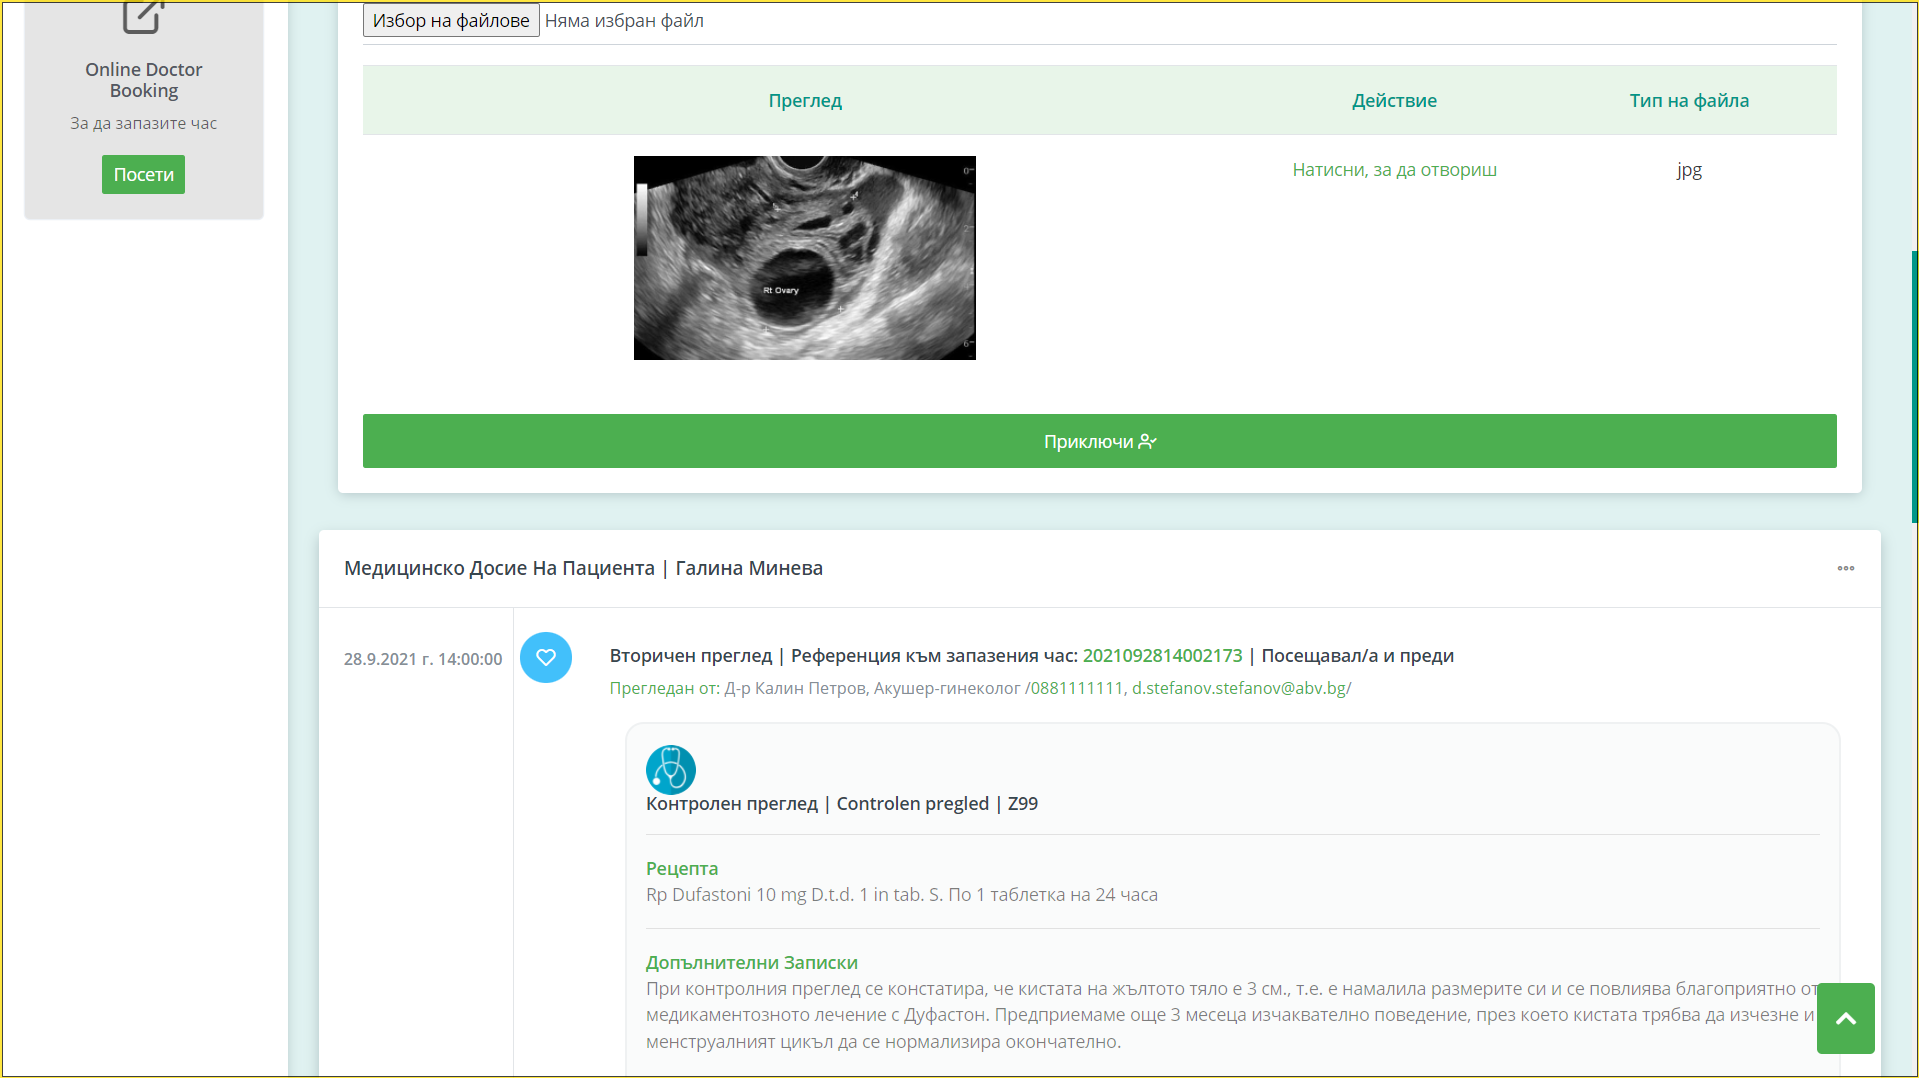 Online Doctor
Booking
За да запазите час
Посети
Избор на файлове Няма избран файл
Преглед Действие Тип на файла
Натисни, за да отвориш jpg
0
2
6
Rt Ovary
Приключи
Медицинско Досие На Пациента | Галина Минева
28.9.2021 г. 14:00:00
Вторичен преглед | Референция към запазения час: 2021092814002173 | Посещавал/а и преди
Прегледан от: Д-р Калин Петров, Акушер-гинеколог /0881111111, d.stefanov.stefanov@abv.bg/
Контролен преглед | Controlen pregled | Z99
Рецепта
Rp Dufastoni 10 mg D.t.d. 1 in tab. S. По 1 таблетка на 24 часа
Допълнителни Записки
При контролния преглед се констатира, че кистата на жълтото тяло е 3 см., т.е. е намалила размерите си и се повлиява благоприятно от
медикаментозното лечение с Дуфастон. Предприемаме още 3 месеца изчаквателно поведение, през което кистата трябва да изчезне и
менструалният цикъл да се нормализира окончателно.